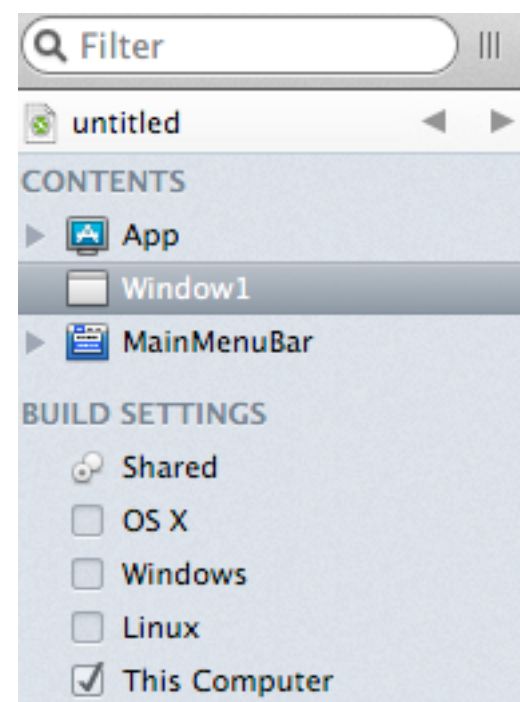 Filter
untitled
CONTENTS
App
Window1
MainMenuBar
BUILD SETTINGS
Shared
OS X
Windows
Linux
This Computer